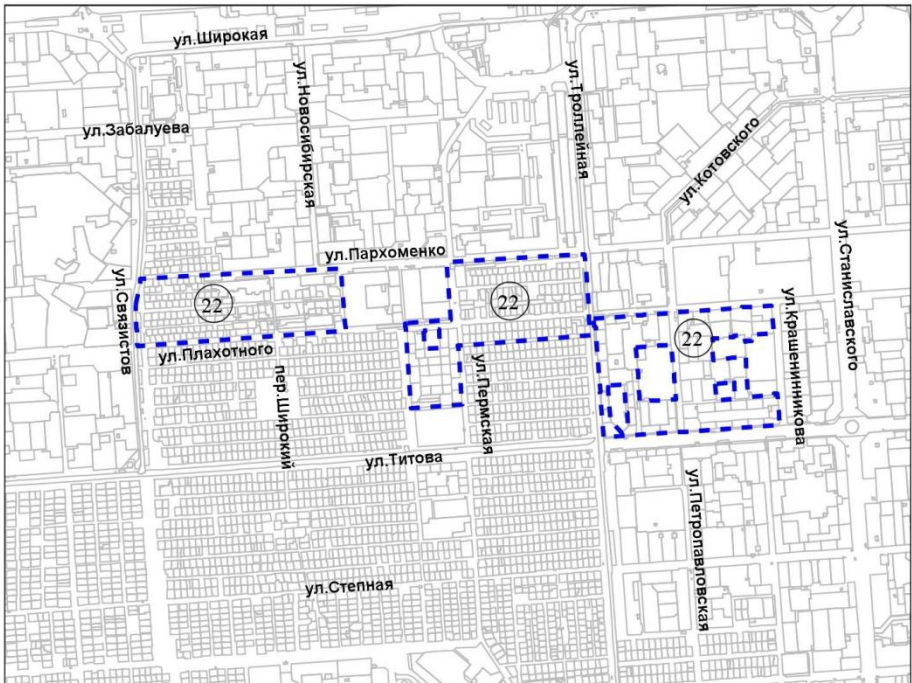 ул.Широкая
ул.Новосибирская
ул.Троллейная
ул.Забалуева
ул.Котовского
ул.Пархоменко
ул.Станиславского
ул.Связистов
22
22
ул.Крашенинникова
22
ул.Плахотного
пер.Широкий
ул.Пермская
ул.Титова
ул.Петропавловская
ул.Степная